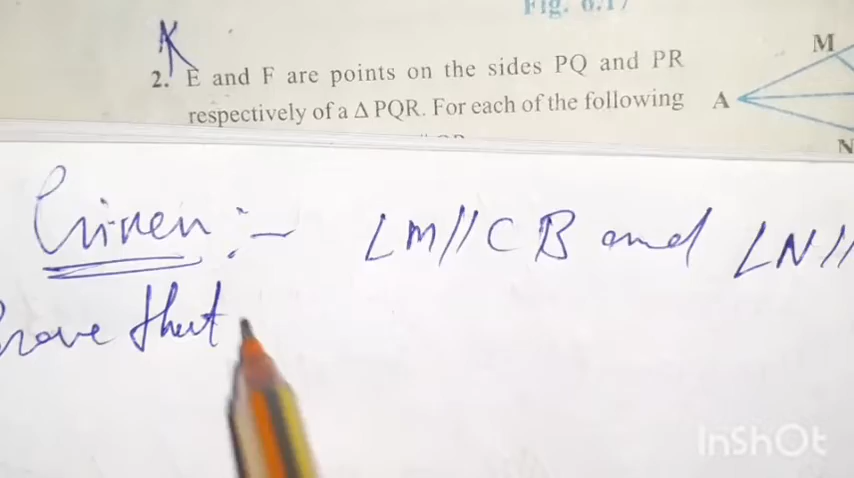 Fig. 6.17
2. E and F are points on the sides PQ and PR
respectively of a Δ PQR. For each of the following
M
A
N
Given :- LM//CB and LN//
Prove that
InShOt